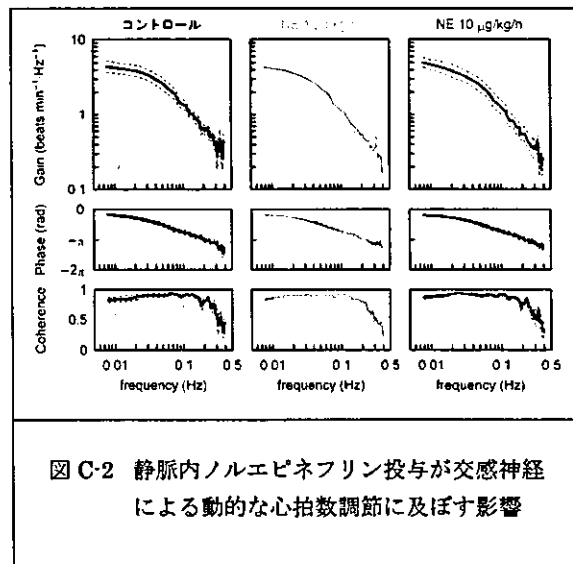 コントロール
NE 10 μg/kg/h
Gain (beats min⁻¹ Hz⁻¹)
10
1
0 1
Phase (rad)
0
−π
−2π
Coherence
1
0.5
0
0 01 0 1 0 5
0 01 0 1 0 5
0 01 0 1 0 5
frequency (Hz)
frequency (Hz)
frequency (Hz)
図 C-2 静脈内ノルエピネフリン投与が交感神経
による動的な心拍数調節に及ぼす影響